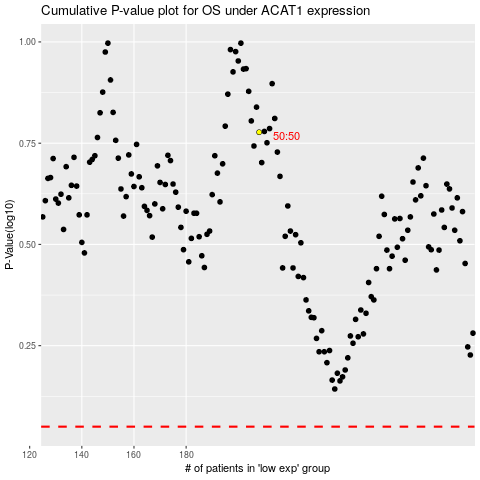 Cumulative P-value plot for OS under ACAT1 expression
P-Value(log10)
1.00
0.75
0.50
0.25
50:50
120 140 160 180
# of patients in 'low exp' group